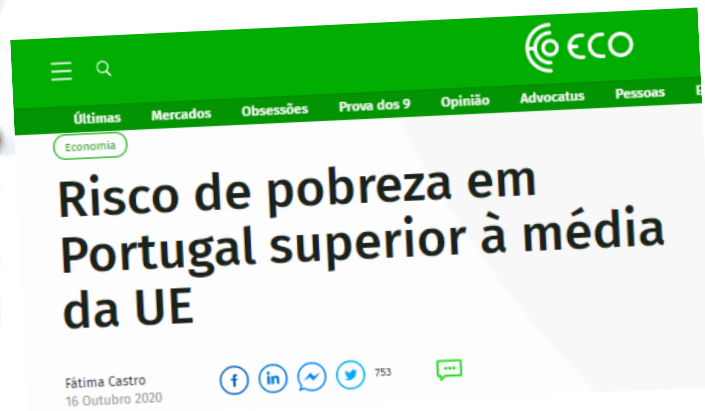 ECO
Últimas Mercados Obsessões Prova dos 9 Opinião Advocatus Pessoas
Economia
Risco de pobreza em
Portugal superior à média
da UE
Fátima Castro
753
16 Outubro 2020